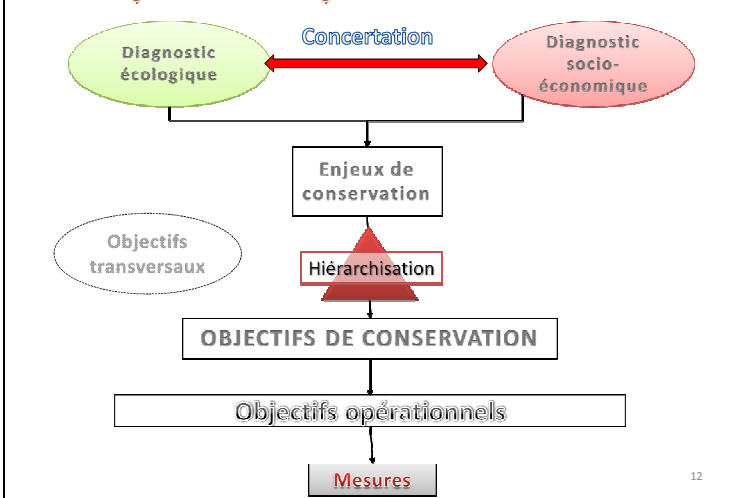 Concertation
Diagnostic
écologique
Diagnostic
socio-
économique
Enjeux de
conservation
Objectifs
transversaux
Hiérarchisation
OBJECTIFS DE CONSERVATION
Objectifs opérationnels
Mesures
12